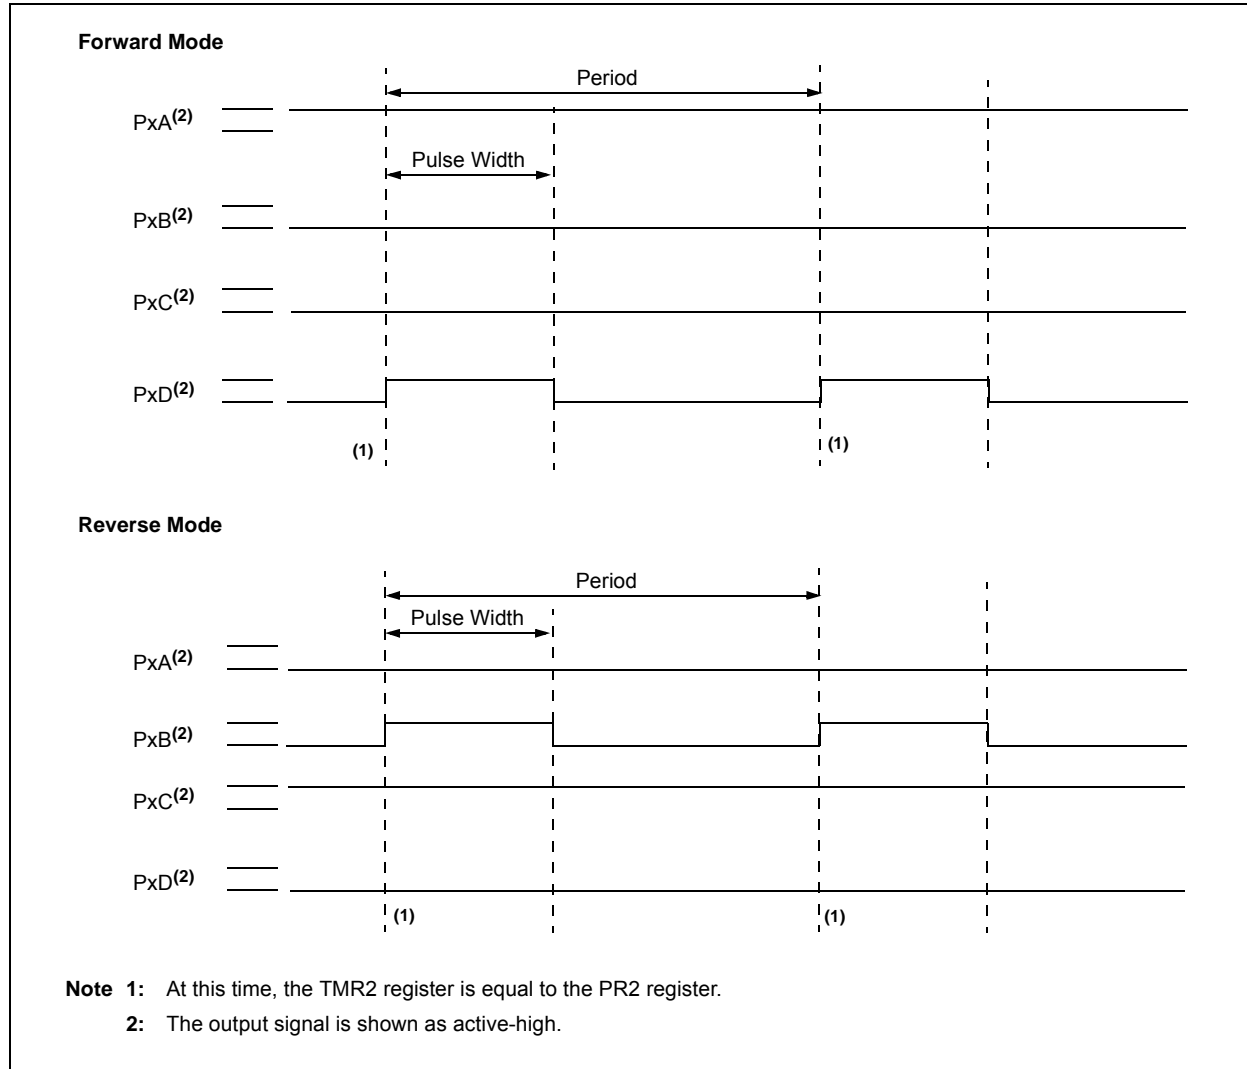 Forward Mode
Period
PxA(2)
Pulse Width
PxB(2)
PxC(2)
PxD(2)
(1) (1)
Reverse Mode
Period
Pulse Width
PxA(2)
PxB(2)
PxC(2)
PxD(2)
(1) (1)
Note 1: At this time, the TMR2 register is equal to the PR2 register.
2: The output signal is shown as active-high.